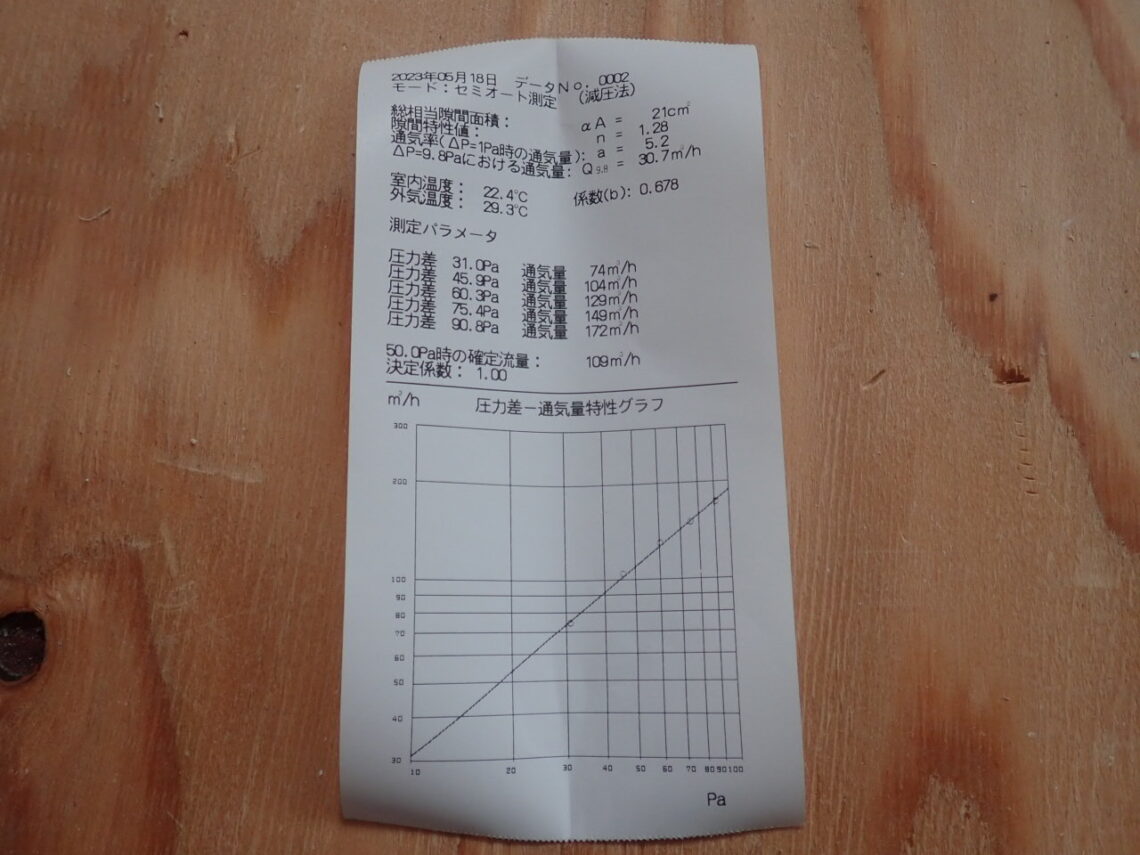 2023年05月18日 データNo. 0002
モード：セミオート測定 (減圧法)
総相当隙間面積： αA = 21cm²
隙間特性値： n = 1.28
通気率(ΔP=1Pa時の通気量)： a = 5.2
ΔP=9.8Paにおける通気量： Q9.8 = 30.7m³/h
室内温度： 22.4℃ 係数(b)：0.678
外気温度： 29.3℃
測定パラメータ
圧力差 31.0Pa 通気量 74m³/h
圧力差 45.9Pa 通気量 104m³/h
圧力差 60.3Pa 通気量 129m³/h
圧力差 75.4Pa 通気量 149m³/h
圧力差 90.8Pa 通気量 172m³/h
50.0Pa時の確定流量： 109m³/h
決定係数： 1.00
m³/h 圧力差－通気量特性グラフ
300
200
100
90
80
70
60
50
40
30
10 20 30 40 50 60 70 80 90 100
Pa